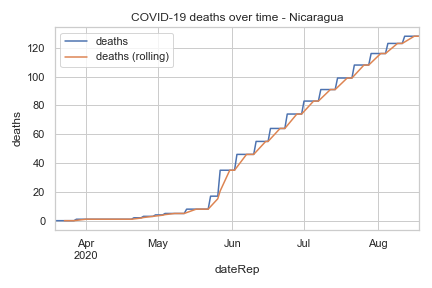 COVID-19 deaths over time - Nicaragua
deaths
deaths (rolling)
deaths
120
100
80
60
40
20
0
Apr May Jun Jul Aug
2020
dateRep